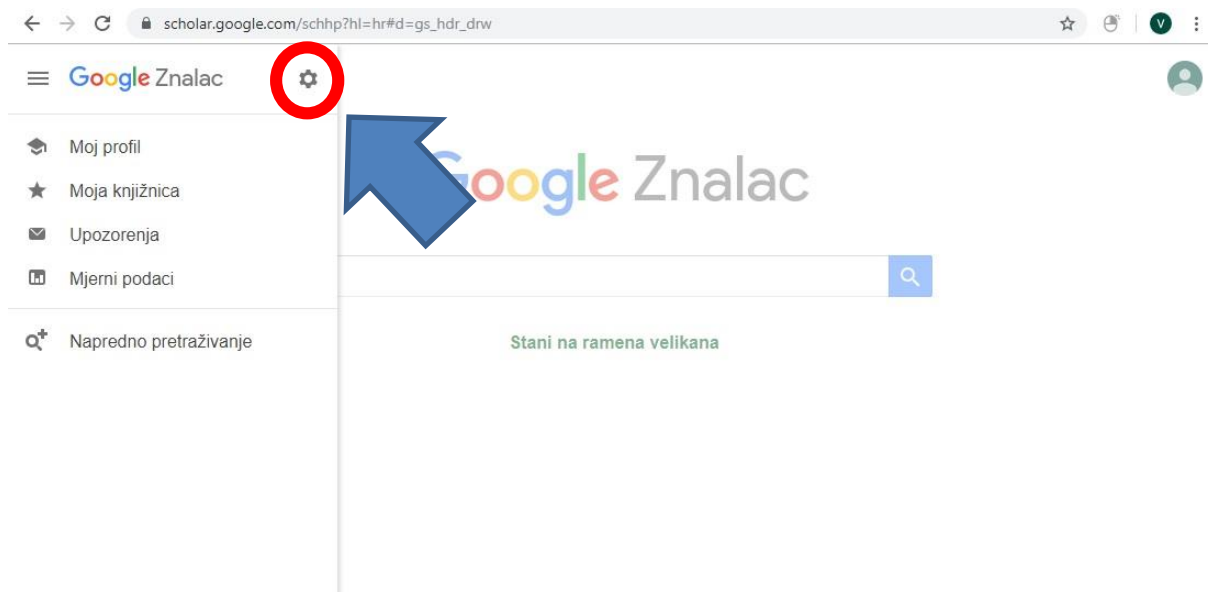 scholar.google.com/schhp?hl=hr#d=gs_hdr_drw
V
Google Znalac
Moj profil
Moja knjižnica
Upozorenja
Mjerni podaci
Napredno pretraživanje
Google Znalac
Stani na ramena velikana